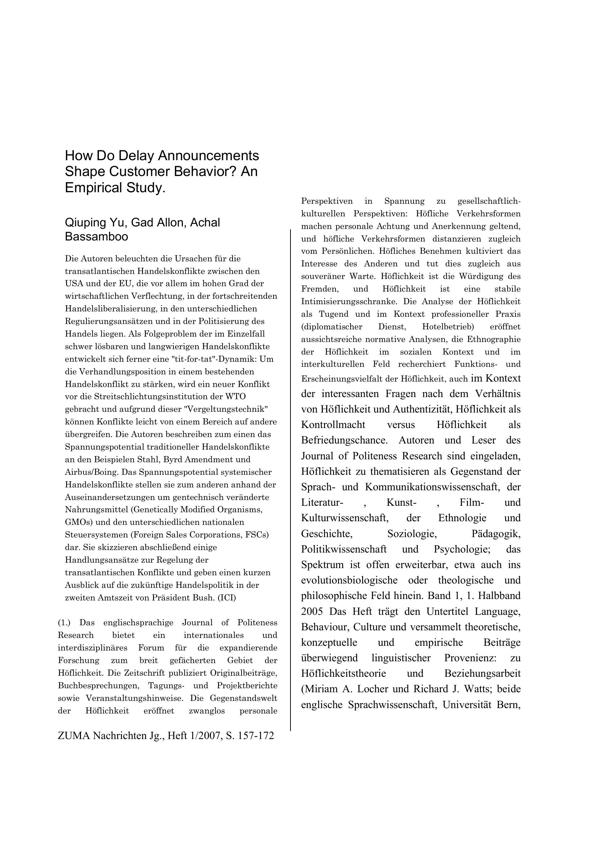 How Do Delay Announcements
Shape Customer Behavior? An
Empirical Study.
Qiuping Yu, Gad Allon, Achal
Bassamboo
Die Autoren beleuchten die Ursachen für die
transatlantischen Handelskonflikte zwischen den
USA und der EU, die vor allem im hohen Grad der
wirtschaftlichen Verflechtung, in der fortschreitenden
Handelsliberalisierung, in den unterschiedlichen
Regulierungsansätzen und in der Politisierung des
Handels liegen. Als Folgeproblem der im Einzelfall
schwer lösbaren und langwierigen Handelskonflikte
entwickelt sich ferner eine "tit-for-tat"-Dynamik: Um
die Verhandlungsposition in einem bestehenden
Handelskonflikt zu stärken, wird ein neuer Konflikt
vor die Streitschlichtungsinstitution der WTO
gebracht und aufgrund dieser "Vergeltungstechnik"
können Konflikte leicht von einem Bereich auf andere
übergreifen. Die Autoren beschreiben zum einen das
Spannungspotential traditioneller Handelskonflikte
an den Beispielen Stahl, Byrd Amendment und
Airbus/Boing. Das Spannungspotential systemischer
Handelskonflikte stellen sie zum anderen anhand der
Auseinandersetzungen um gentechnisch veränderte
Nahrungsmittel (Genetically Modified Organisms,
GMOs) und den unterschiedlichen nationalen
Steuersystemen (Foreign Sales Corporations, FSCs)
dar. Sie skizzieren abschließend einige
Handlungsansätze zur Regelung der
transatlantischen Konflikte und geben einen kurzen
Ausblick auf die zukünftige Handelspolitik in der
zweiten Amtszeit von Präsident Bush. (ICI)
(1.) Das englischsprachige Journal of Politeness
Research bietet ein internationales und
interdisziplinäres Forum für die expandierende
Forschung zum breit gefächerten Gebiet der
Höflichkeit. Die Zeitschrift publiziert Originalbeiträge,
Buchbesprechungen, Tagungs- und Projektberichte
sowie Veranstaltungshinweise. Die Gegenstandswelt
der Höflichkeit eröffnet zwanglos personale
ZUMA Nachrichten Jg., Heft 1/2007, S. 157-172
Perspektiven in Spannung zu gesellschaftlich-
kulturellen Perspektiven: Höfliche Verkehrsformen
machen personale Achtung und Anerkennung geltend,
und höfliche Verkehrsformen distanzieren zugleich
vom Persönlichen. Höfliches Benehmen kultiviert das
Interesse des Anderen und tut dies zugleich aus
souveräner Warte. Höflichkeit ist die Würdigung des
Fremden, und Höflichkeit ist eine stabile
Intimisierungsschranke. Die Analyse der Höflichkeit
als Tugend und im Kontext professioneller Praxis
(diplomatischer Dienst, Hotelbetrieb) eröffnet
aussichtsreiche normative Analysen, die Ethnographie
der Höflichkeit im sozialen Kontext und im
interkulturellen Feld recherchiert Funktions- und
Erscheinungsvielfalt der Höflichkeit, auch im Kontext
der interessanten Fragen nach dem Verhältnis
von Höflichkeit und Authentizität, Höflichkeit als
Kontrollmacht versus Höflichkeit als
Befriedungschance. Autoren und Leser des
Journal of Politeness Research sind eingeladen,
Höflichkeit zu thematisieren als Gegenstand der
Sprach- und Kommunikationswissenschaft, der
Literatur- , Kunst- , Film- und
Kulturwissenschaft, der Ethnologie und
Geschichte, Soziologie, Pädagogik,
Politikwissenschaft und Psychologie; das
Spektrum ist offen erweiterbar, etwa auch ins
evolutionsbiologische oder theologische und
philosophische Feld hinein. Band 1, 1. Halbband
2005 Das Heft trägt den Untertitel Language,
Behaviour, Culture und versammelt theoretische,
konzeptuelle und empirische Beiträge
überwiegend linguistischer Provenienz: zu
Höflichkeitstheorie und Beziehungsarbeit
(Miriam A. Locher und Richard J. Watts; beide
englische Sprachwissenschaft, Universität Bern,